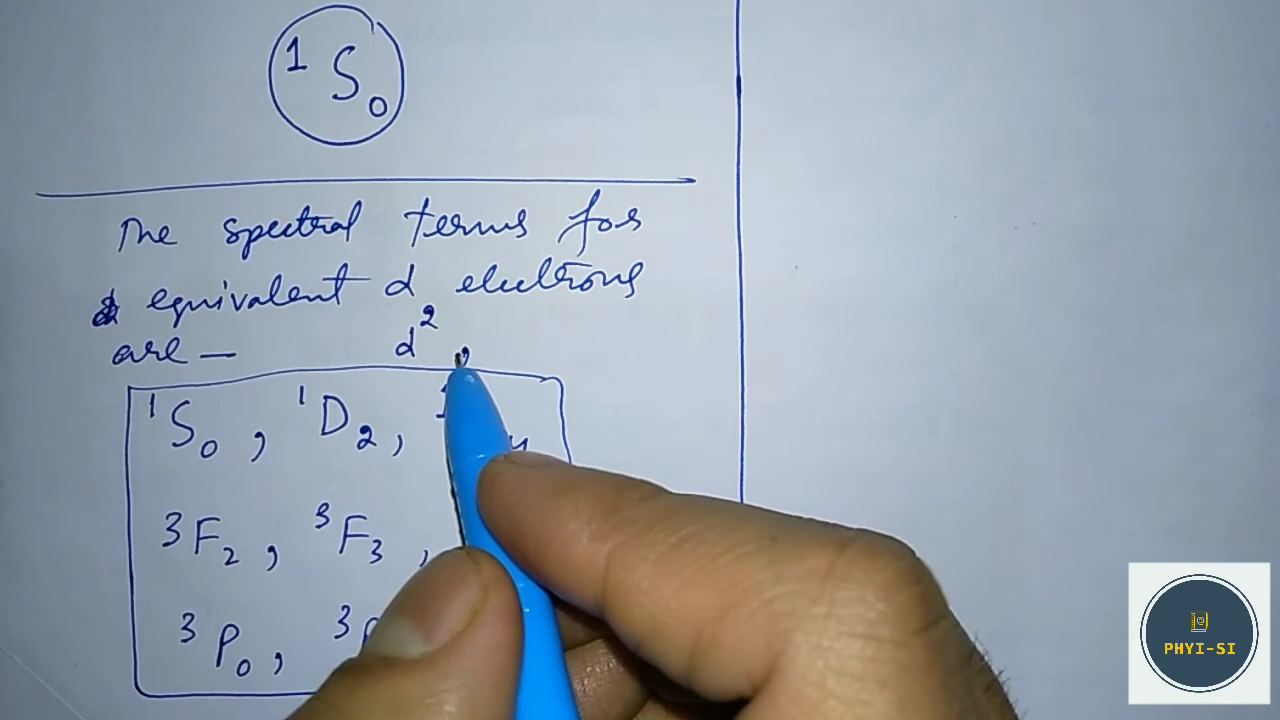 ¹S₀
The spectral terms for
equivalent d electrons
are — d² ,
¹S₀ , ¹D₂ ,
³F₂ , ³F₃ ,
³P₀ ,
PHYI-SI